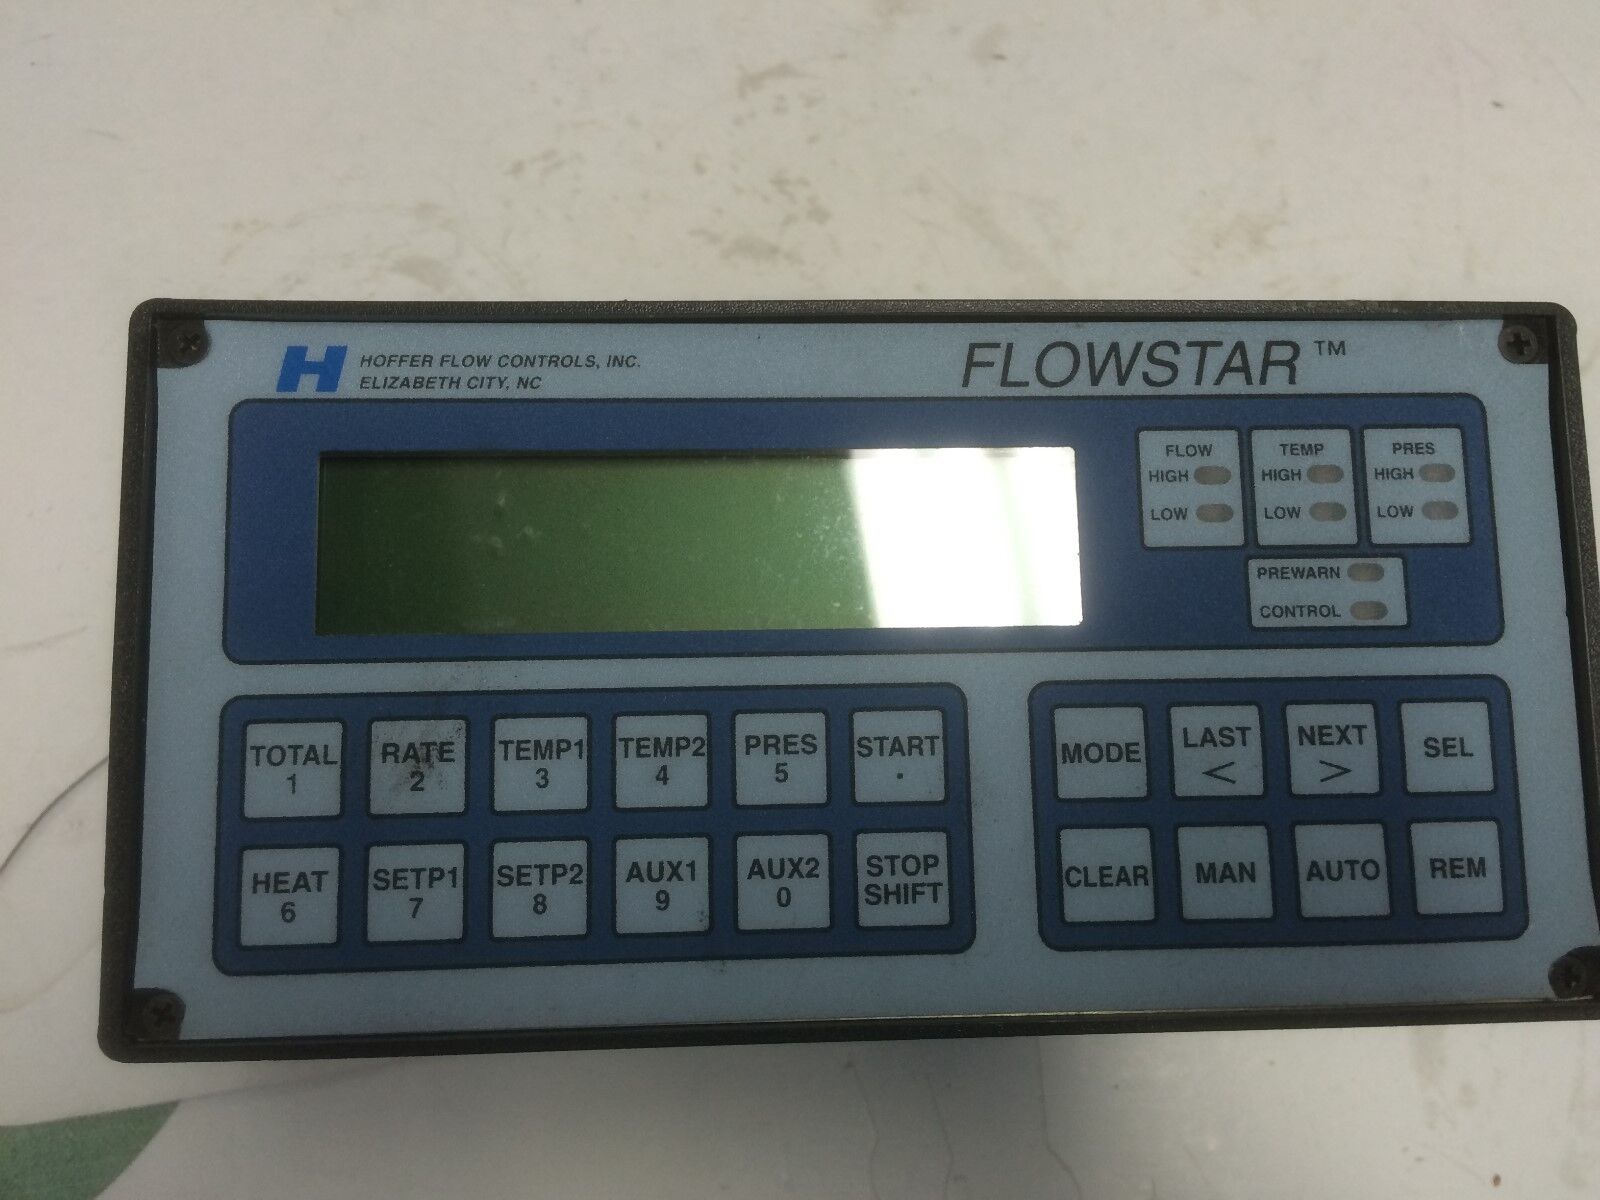 H
HOFFER FLOW CONTROLS, INC.
ELIZABETH CITY, NC
FLOWSTAR™
FLOW
HIGH
LOW
TEMP
HIGH
LOW
PRES
HIGH
LOW
PREWARN
CONTROL
TOTAL
1
RATE
2
TEMP1
3
TEMP2
4
PRES
5
START
.
HEAT
6
SETP1
7
SETP2
8
AUX1
9
AUX2
0
STOP
SHIFT
MODE
LAST
<
NEXT
>
SEL
CLEAR
MAN
AUTO
REM